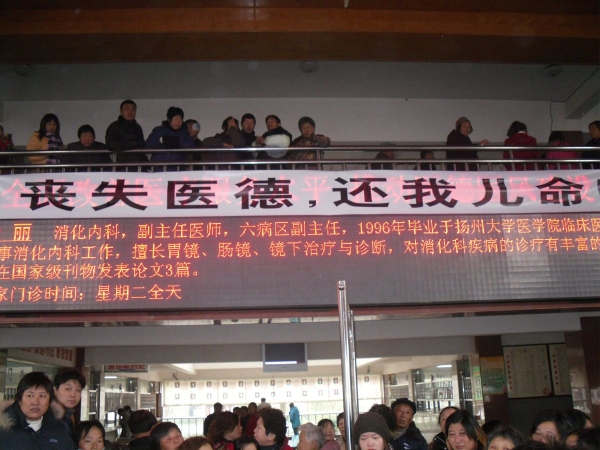 丧失医德,还我儿命
丽 消化内科，副主任医师，六病区副主任，1996年毕业于扬州大学医学院临床医
事消化内科工作，擅长胃镜、肠镜、镜下治疗与诊断，对消化科疾病的诊疗有丰富的
在国家级刊物发表论文3篇。
家门诊时间：星期二全天